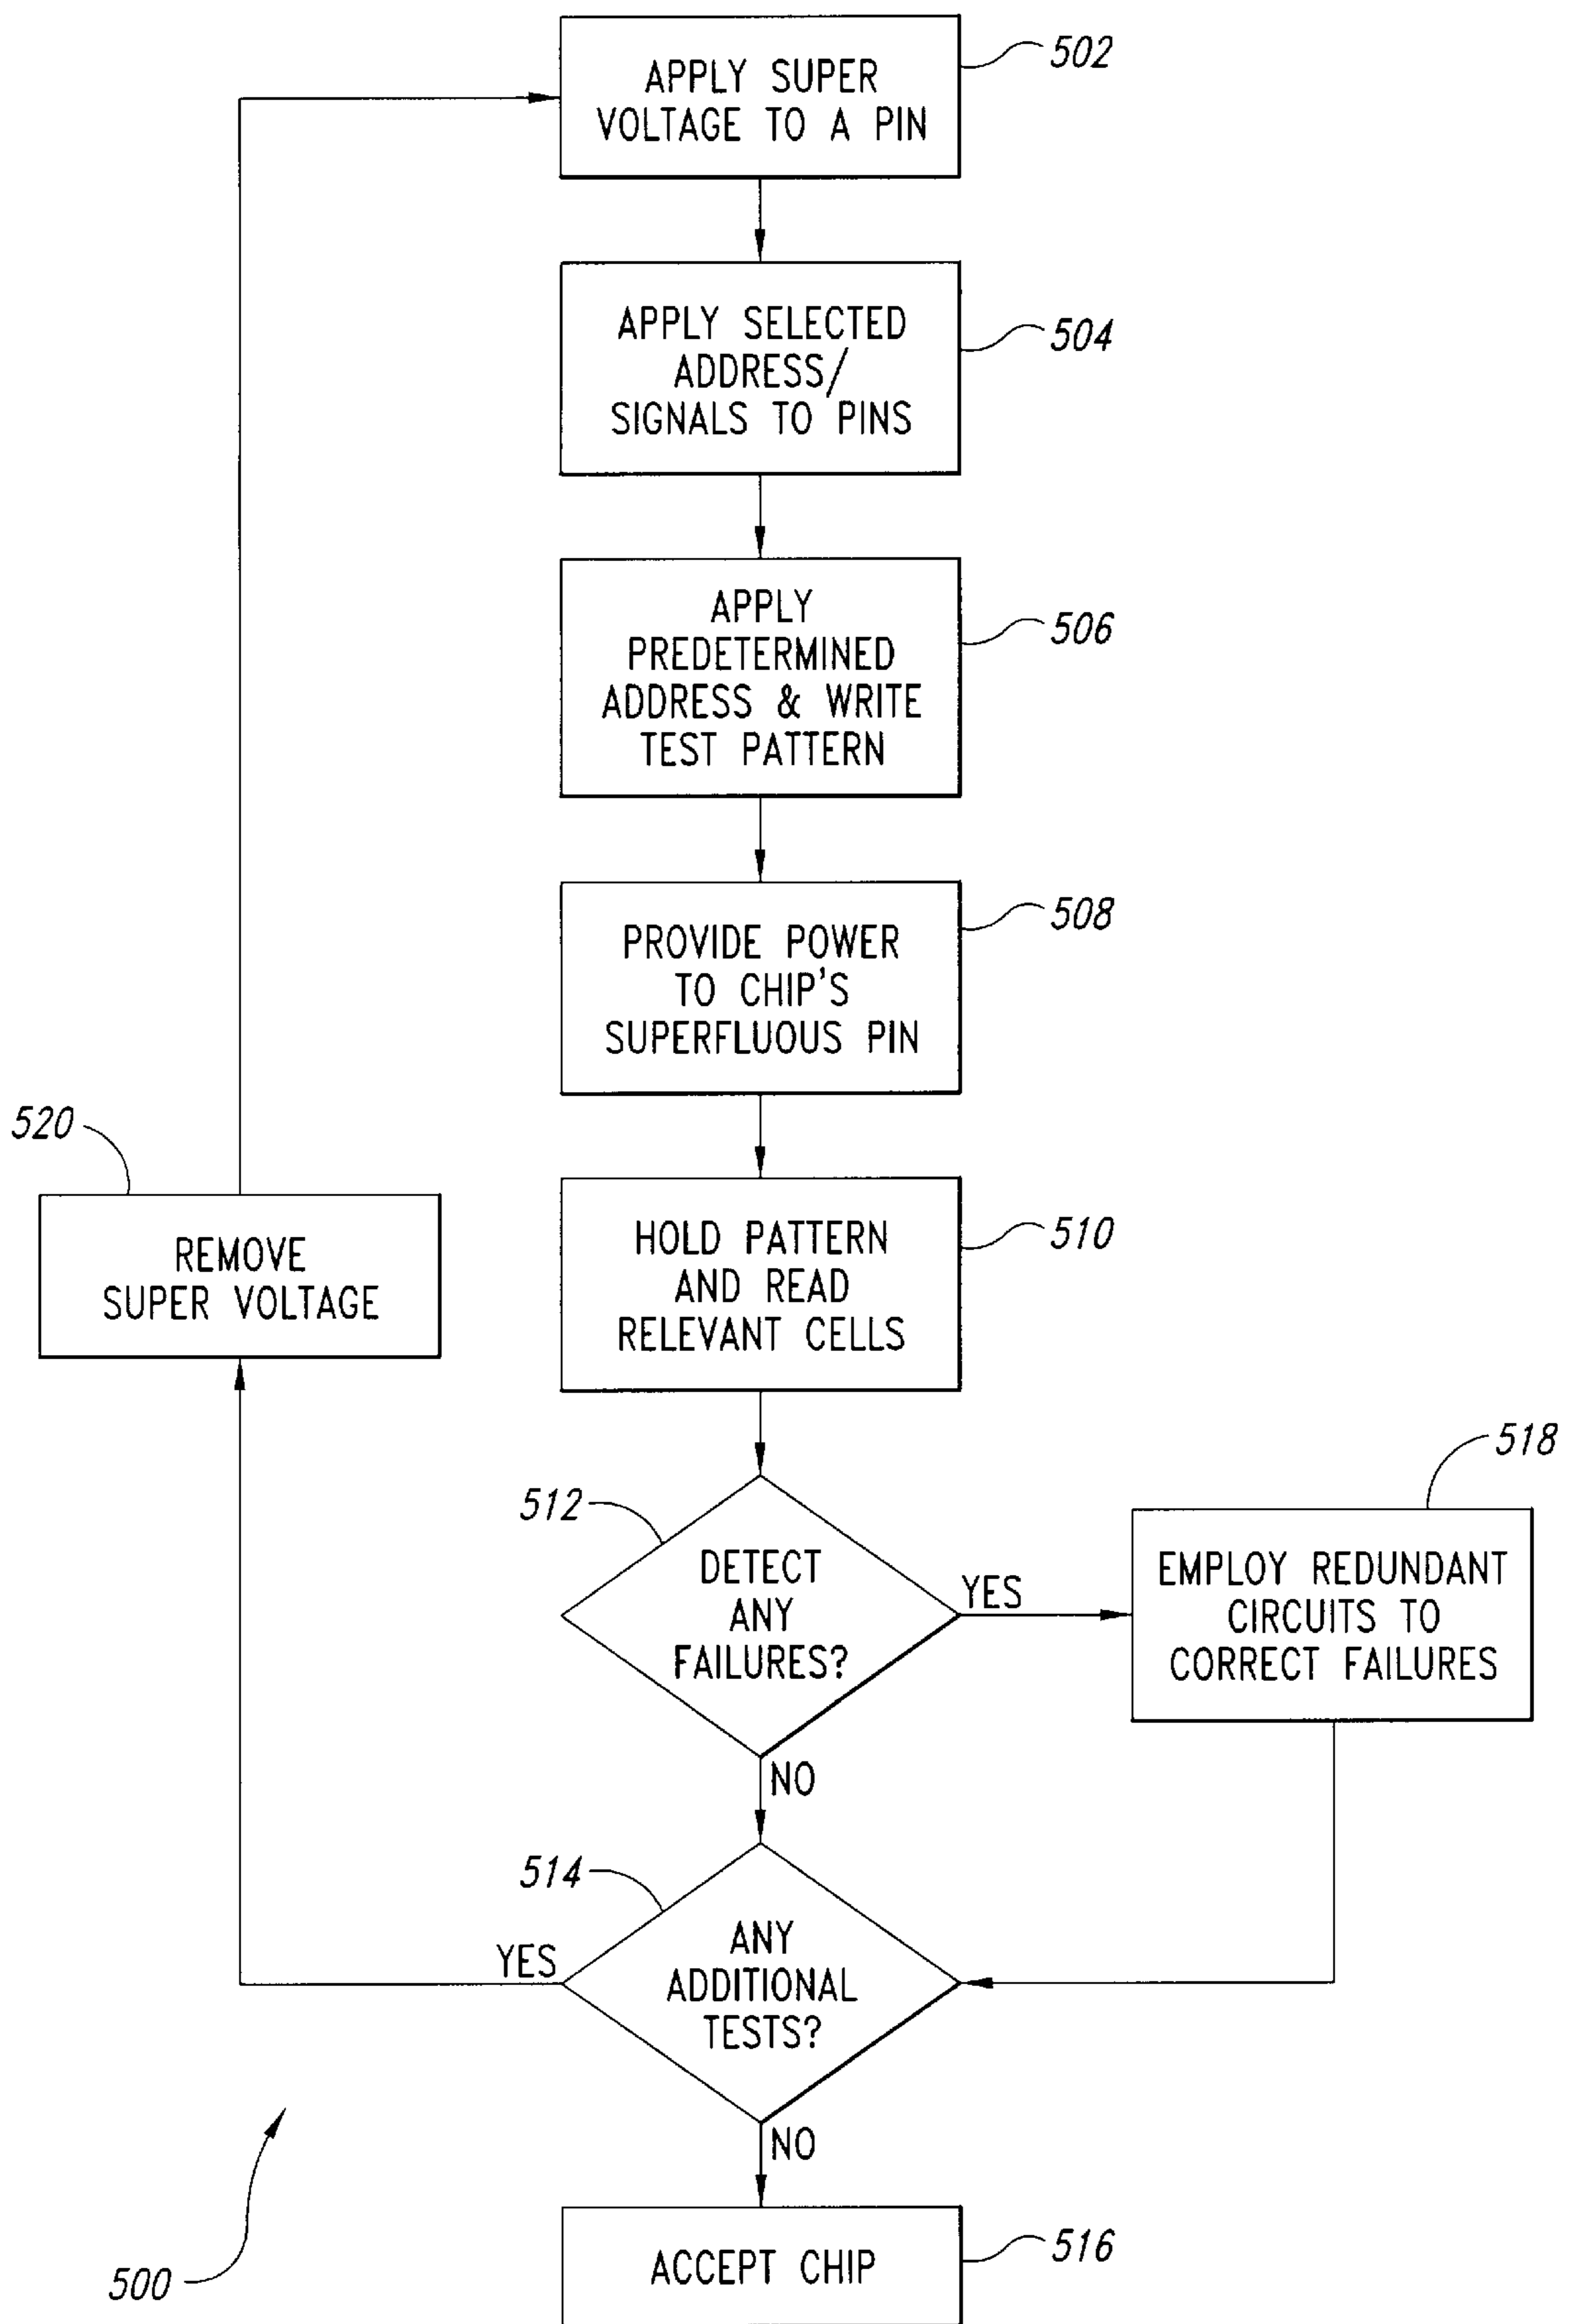 APPLY SUPER
VOLTAGE TO A PIN
502
APPLY SELECTED
ADDRESS/
SIGNALS TO PINS
504
APPLY
PREDETERMINED
ADDRESS & WRITE
TEST PATTERN
506
PROVIDE POWER
TO CHIP'S
SUPERFLUOUS PIN
508
520
REMOVE
SUPER VOLTAGE
HOLD PATTERN
AND READ
RELEVANT CELLS
510
512
DETECT
ANY
FAILURES?
YES
518
EMPLOY REDUNDANT
CIRCUITS TO
CORRECT FAILURES
NO
514
ANY
ADDITIONAL
TESTS?
YES
NO
500
ACCEPT CHIP
516